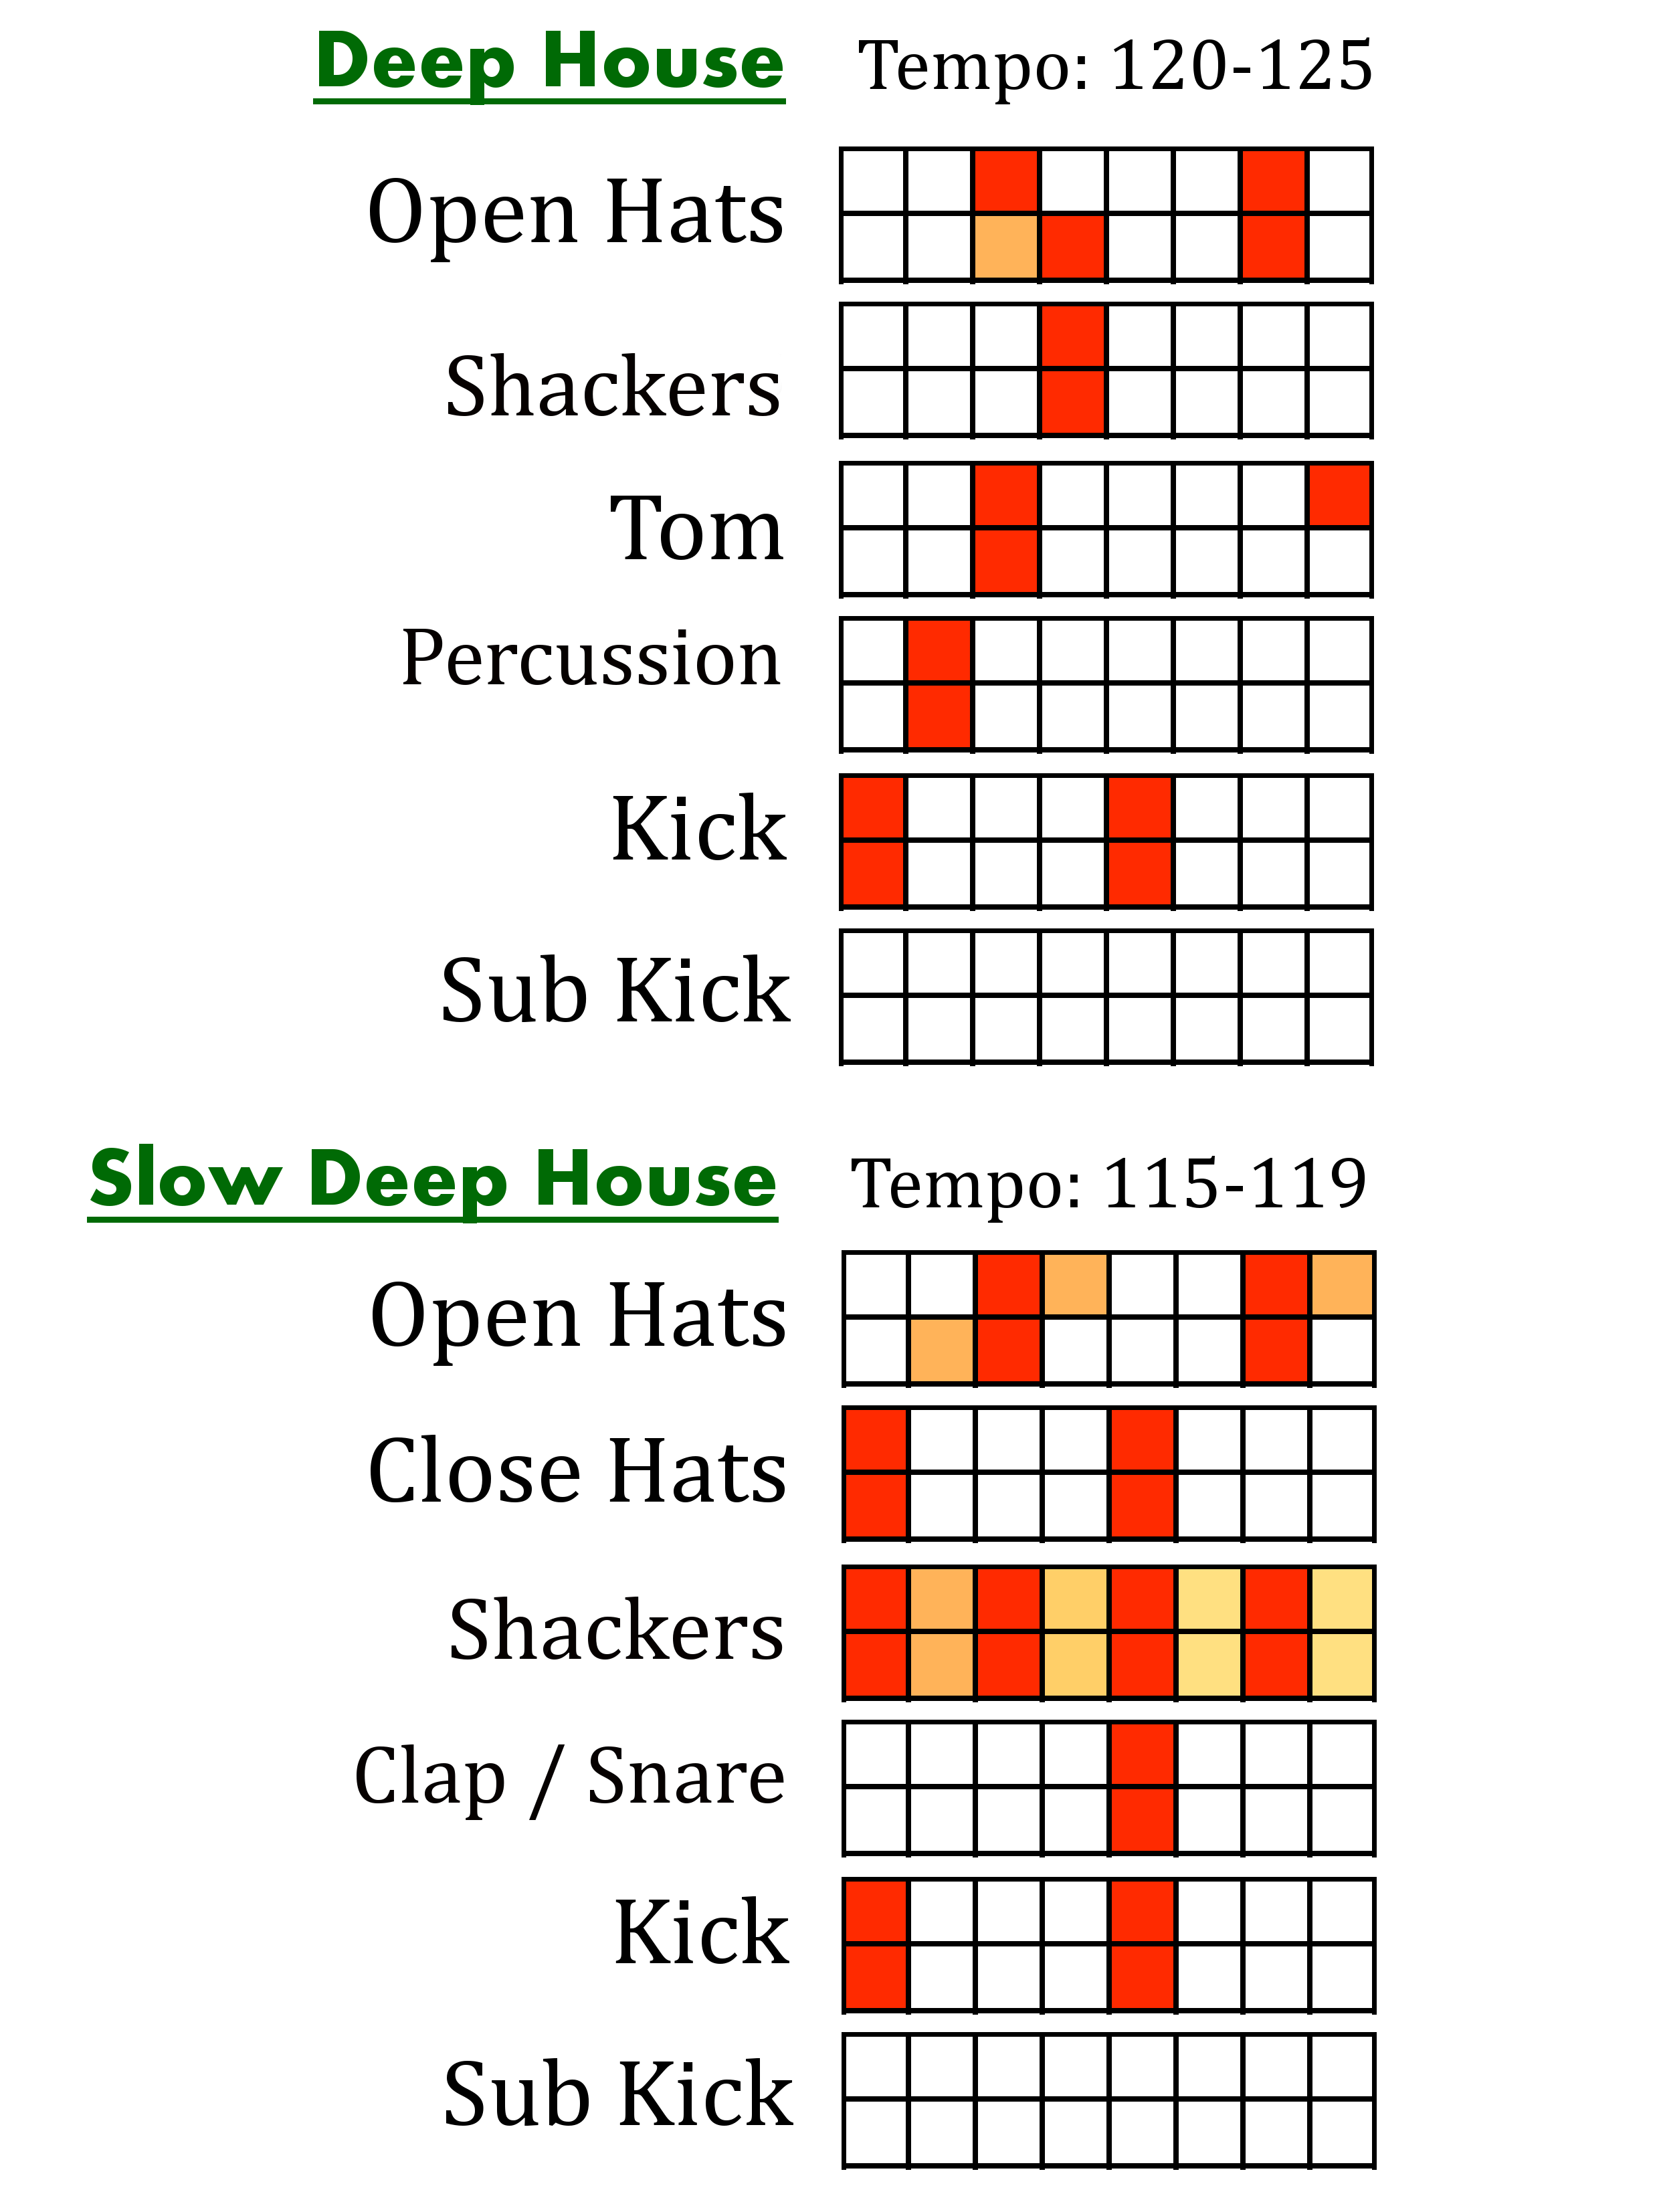 Deep House Tempo: 120-125
Open Hats
Shackers
Tom
Percussion
Kick
Sub Kick
Slow Deep House Tempo: 115-119
Open Hats
Close Hats
Shackers
Clap / Snare
Kick
Sub Kick